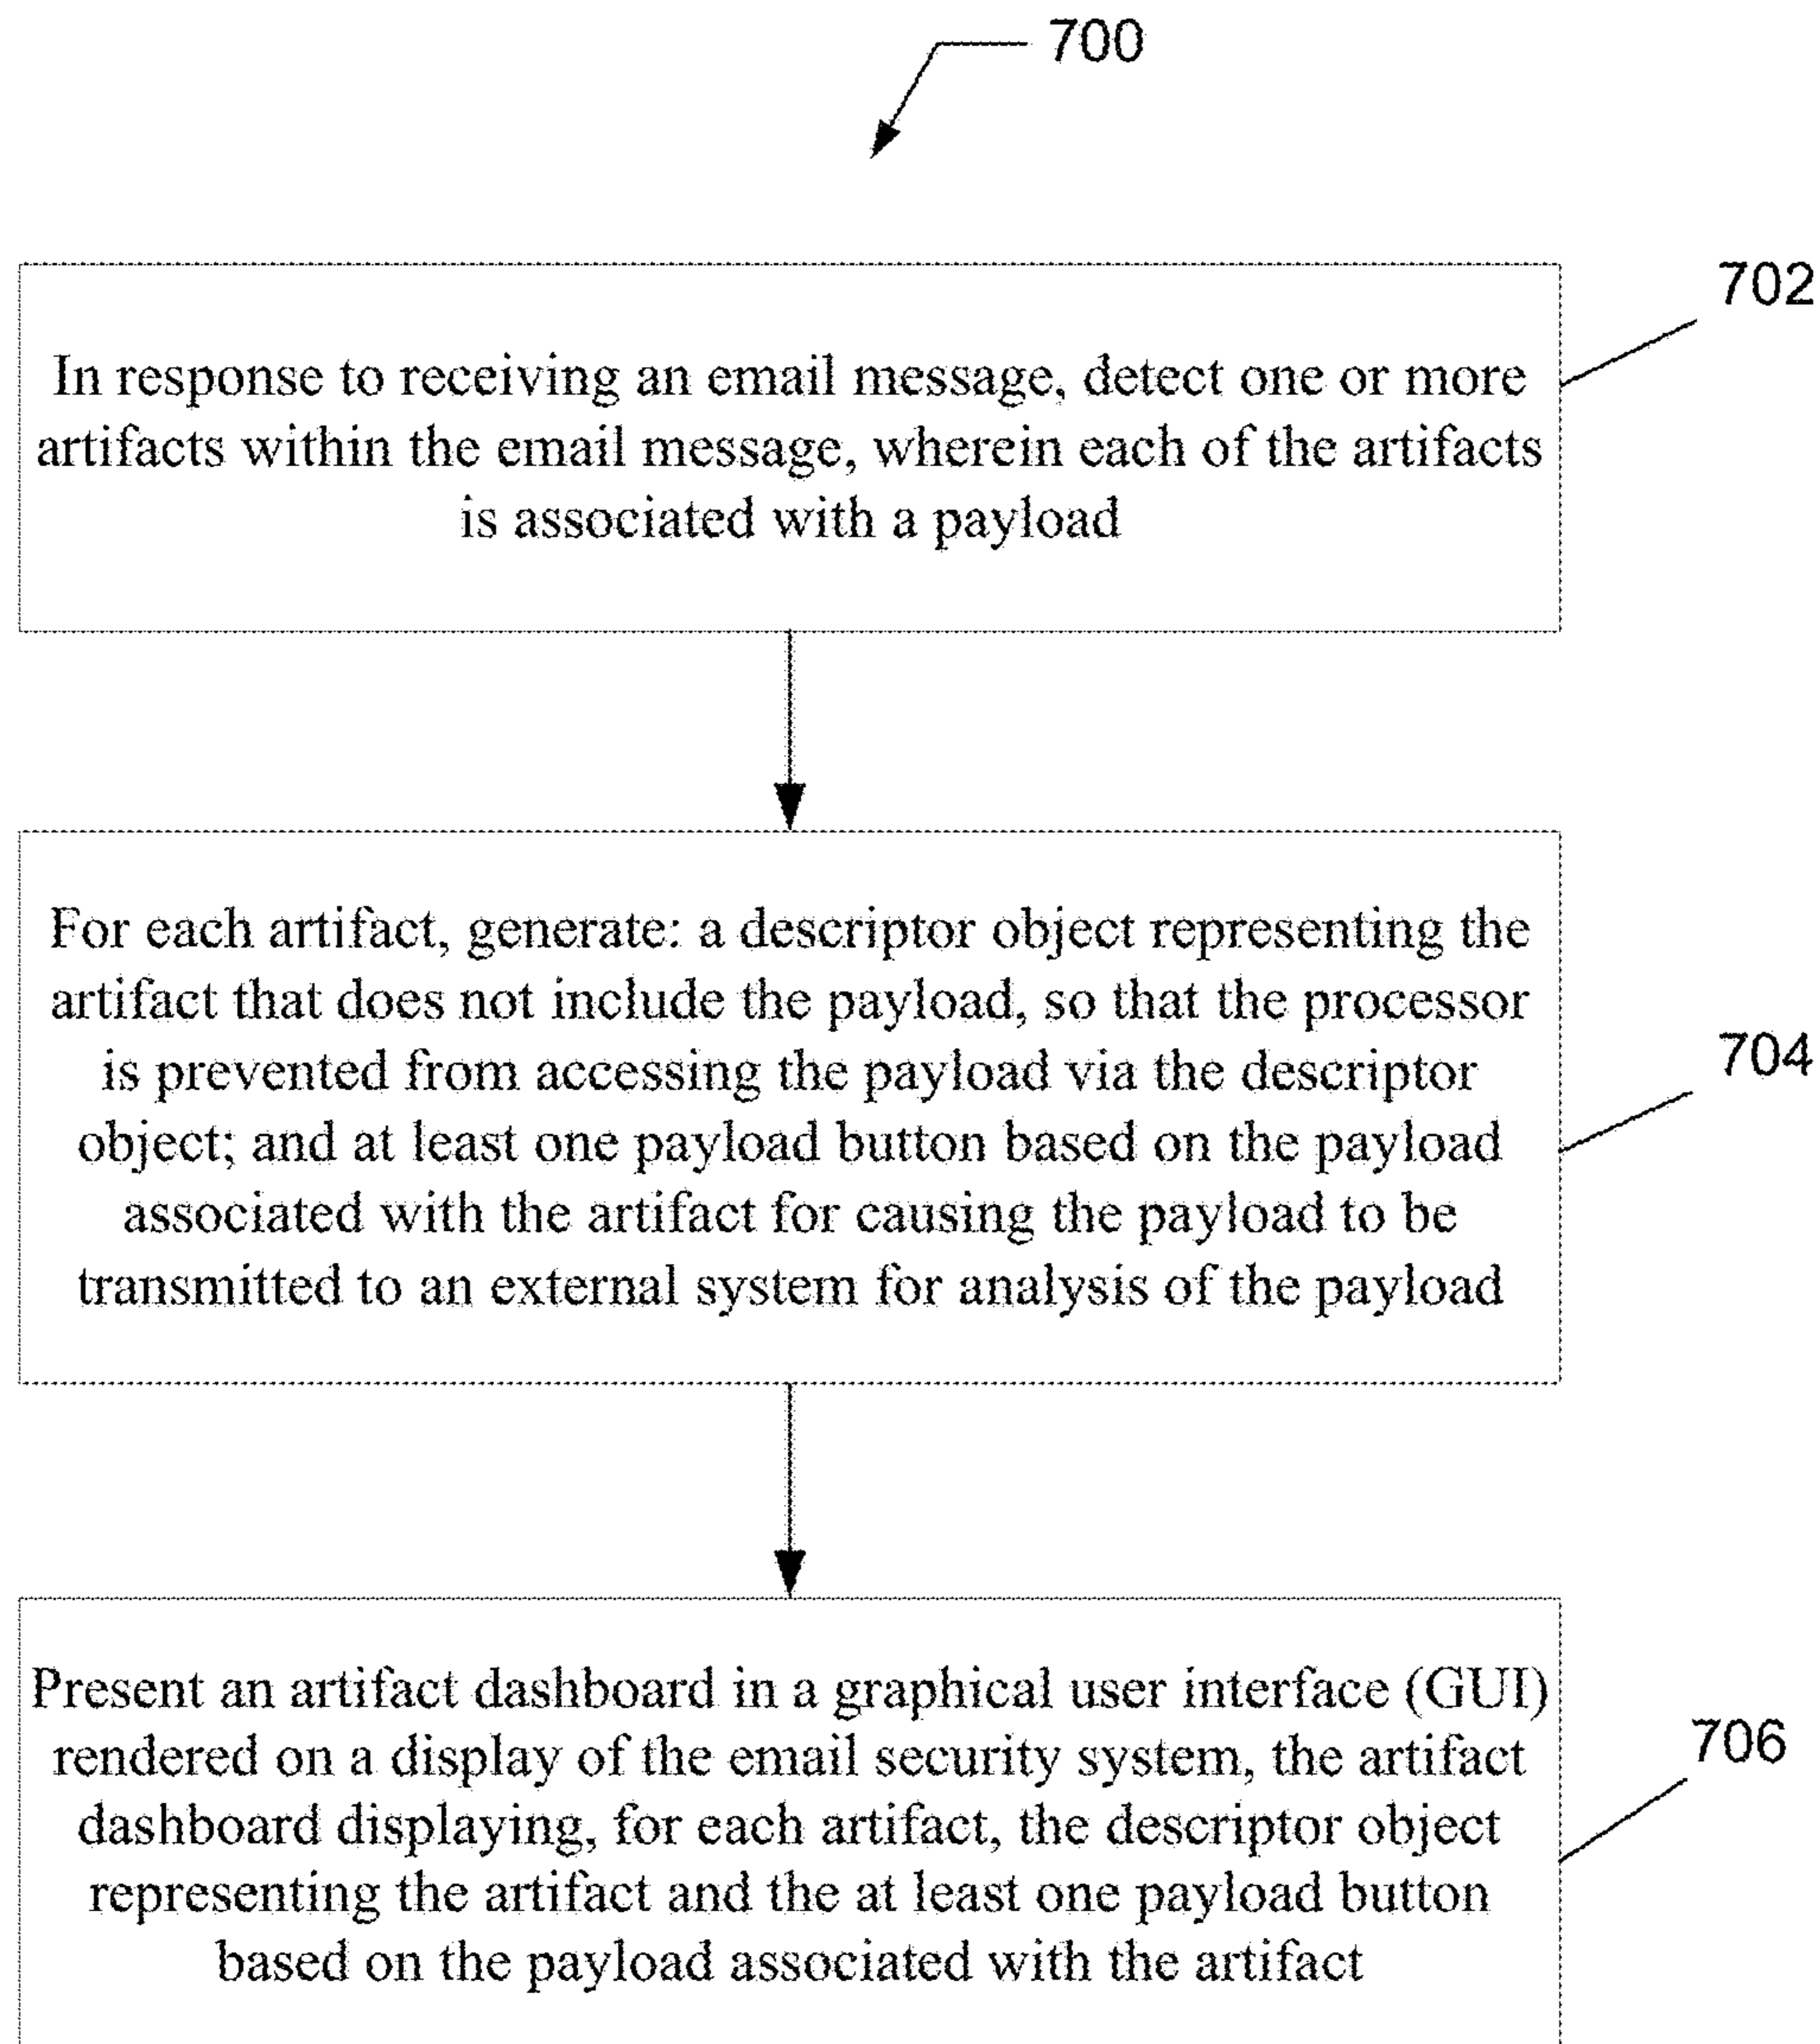 700
702
In response to receiving an email message, detect one or more
artifacts within the email message, wherein each of the artifacts
is associated with a payload
704
For each artifact, generate: a descriptor object representing the
artifact that does not include the payload, so that the processor
is prevented from accessing the payload via the descriptor
object; and at least one payload button based on the payload
associated with the artifact for causing the payload to be
transmitted to an external system for analysis of the payload
706
Present an artifact dashboard in a graphical user interface (GUI)
rendered on a display of the email security system, the artifact
dashboard displaying, for each artifact, the descriptor object
representing the artifact and the at least one payload button
based on the payload associated with the artifact